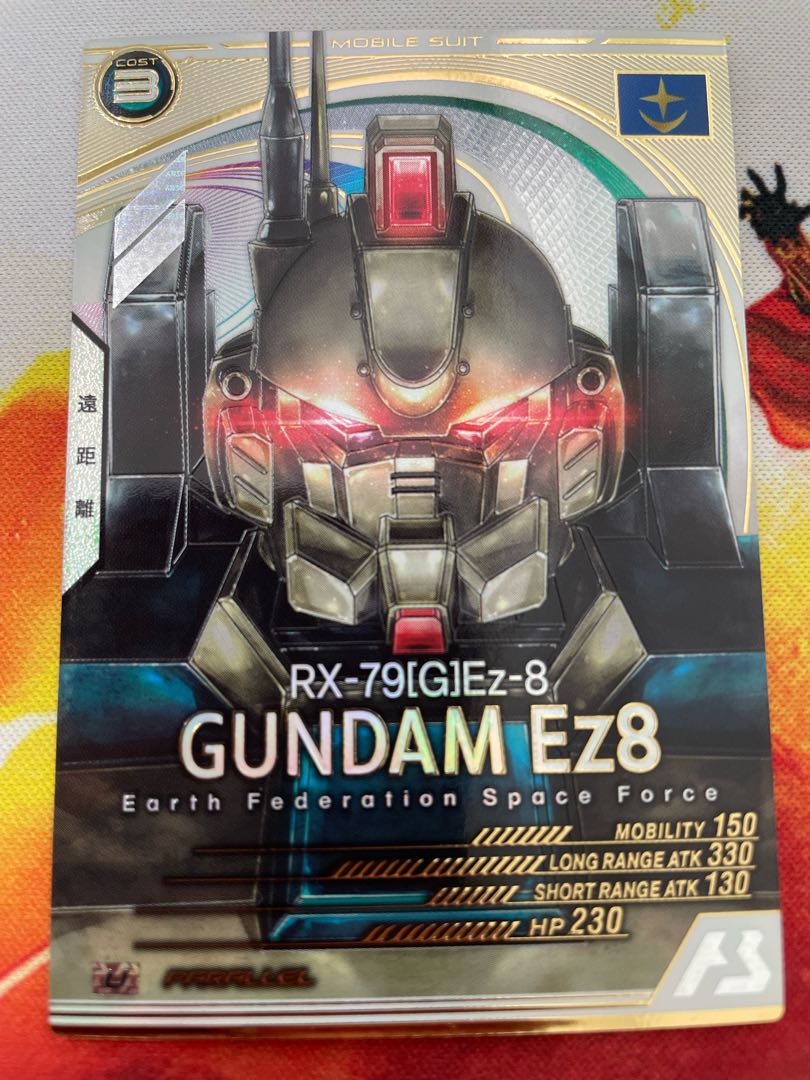 MOBILE SUIT
COST
3
遠距離
RX-79[G]Ez-8
GUNDAM Ez8
Earth Federation Space Force
MOBILITY 150
LONG RANGE ATK 330
SHORT RANGE ATK 130
HP 230
U PARALLEL